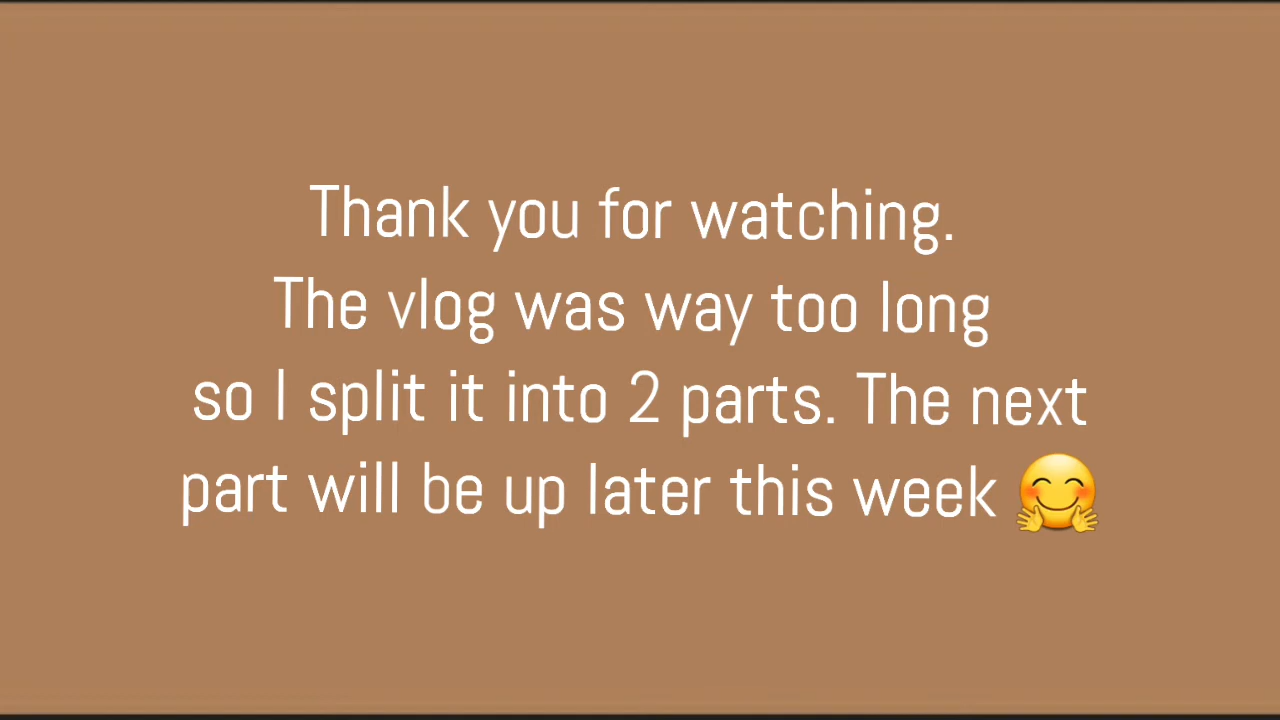 Thank you for watching.
The vlog was way too long
so I split it into 2 parts. The next
part will be up later this week 🤗